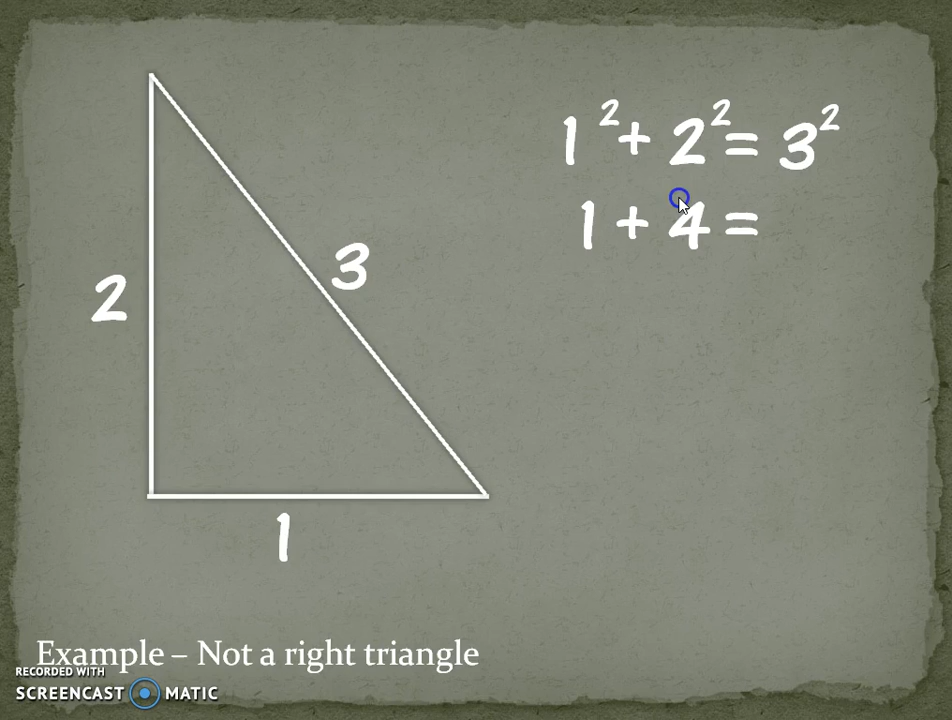 1² + 2² = 3²
1 + 4 =
2
3
1
Example – Not a right triangle
RECORDED WITH
SCREENCAST MATIC